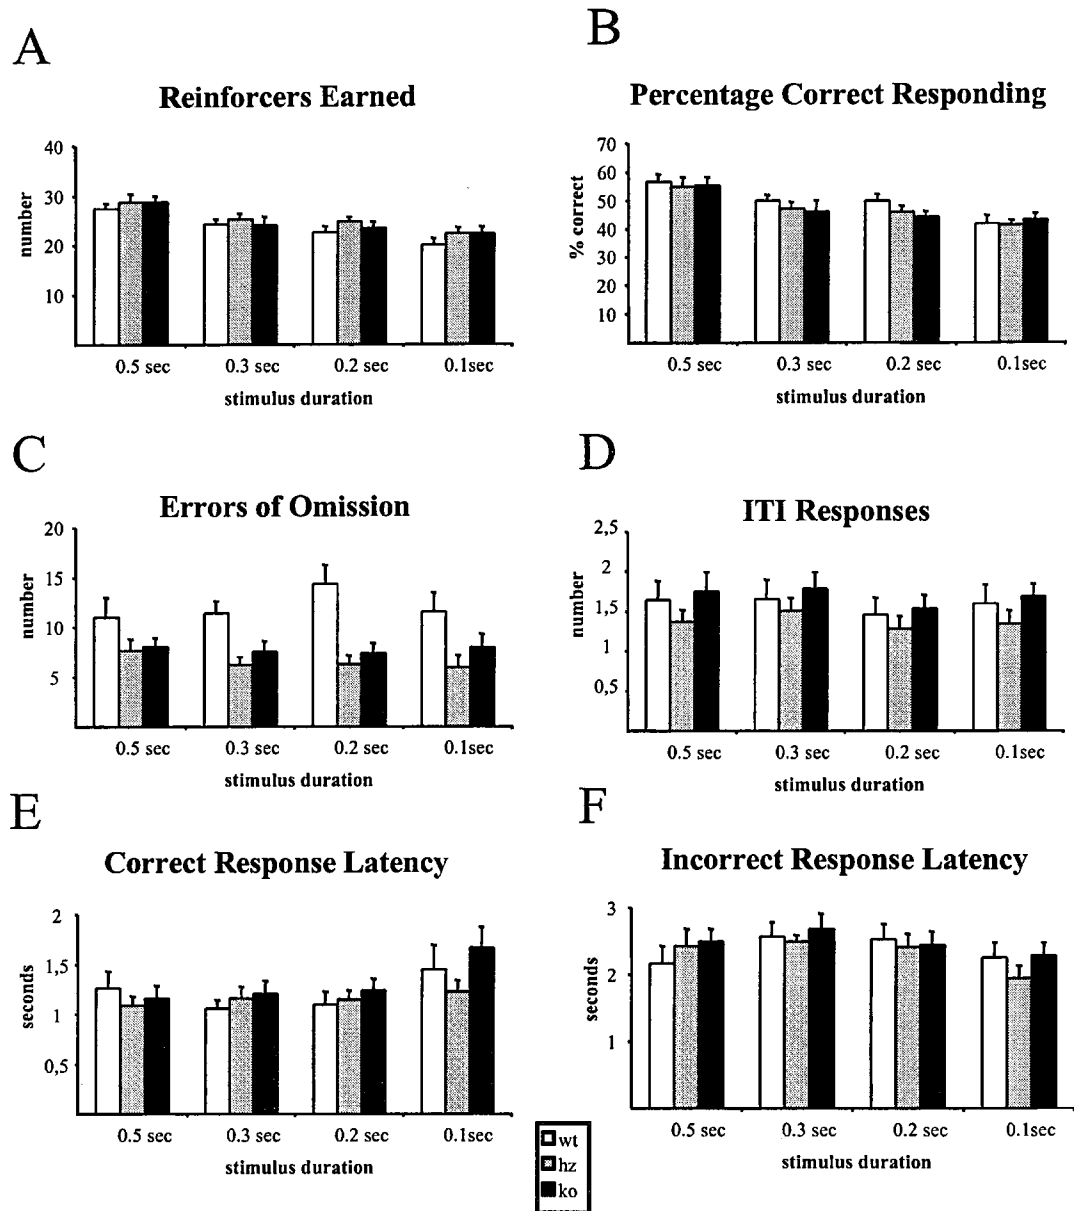 A
Reinforcers Earned
number
40
30
20
10
0.5 sec
0.3 sec
0.2 sec
0.1sec
stimulus duration
B
Percentage Correct Responding
% correct
70
60
50
40
30
20
10
0.5 sec
0.3 sec
0.2 sec
0.1sec
stimulus duration
C
Errors of Omission
number
20
15
10
5
0.5 sec
0.3 sec
0.2 sec
0.1sec
stimulus duration
D
ITI Responses
number
2,5
2
1,5
1
0,5
0.5 sec
0.3 sec
0.2 sec
0.1sec
stimulus duration
E
Correct Response Latency
seconds
2
1,5
1
0,5
0.5 sec
0.3 sec
0.2 sec
0.1sec
stimulus duration
F
Incorrect Response Latency
seconds
3
2
1
0.5 sec
0.3 sec
0.2 sec
0.1sec
stimulus duration
wt
hz
ko